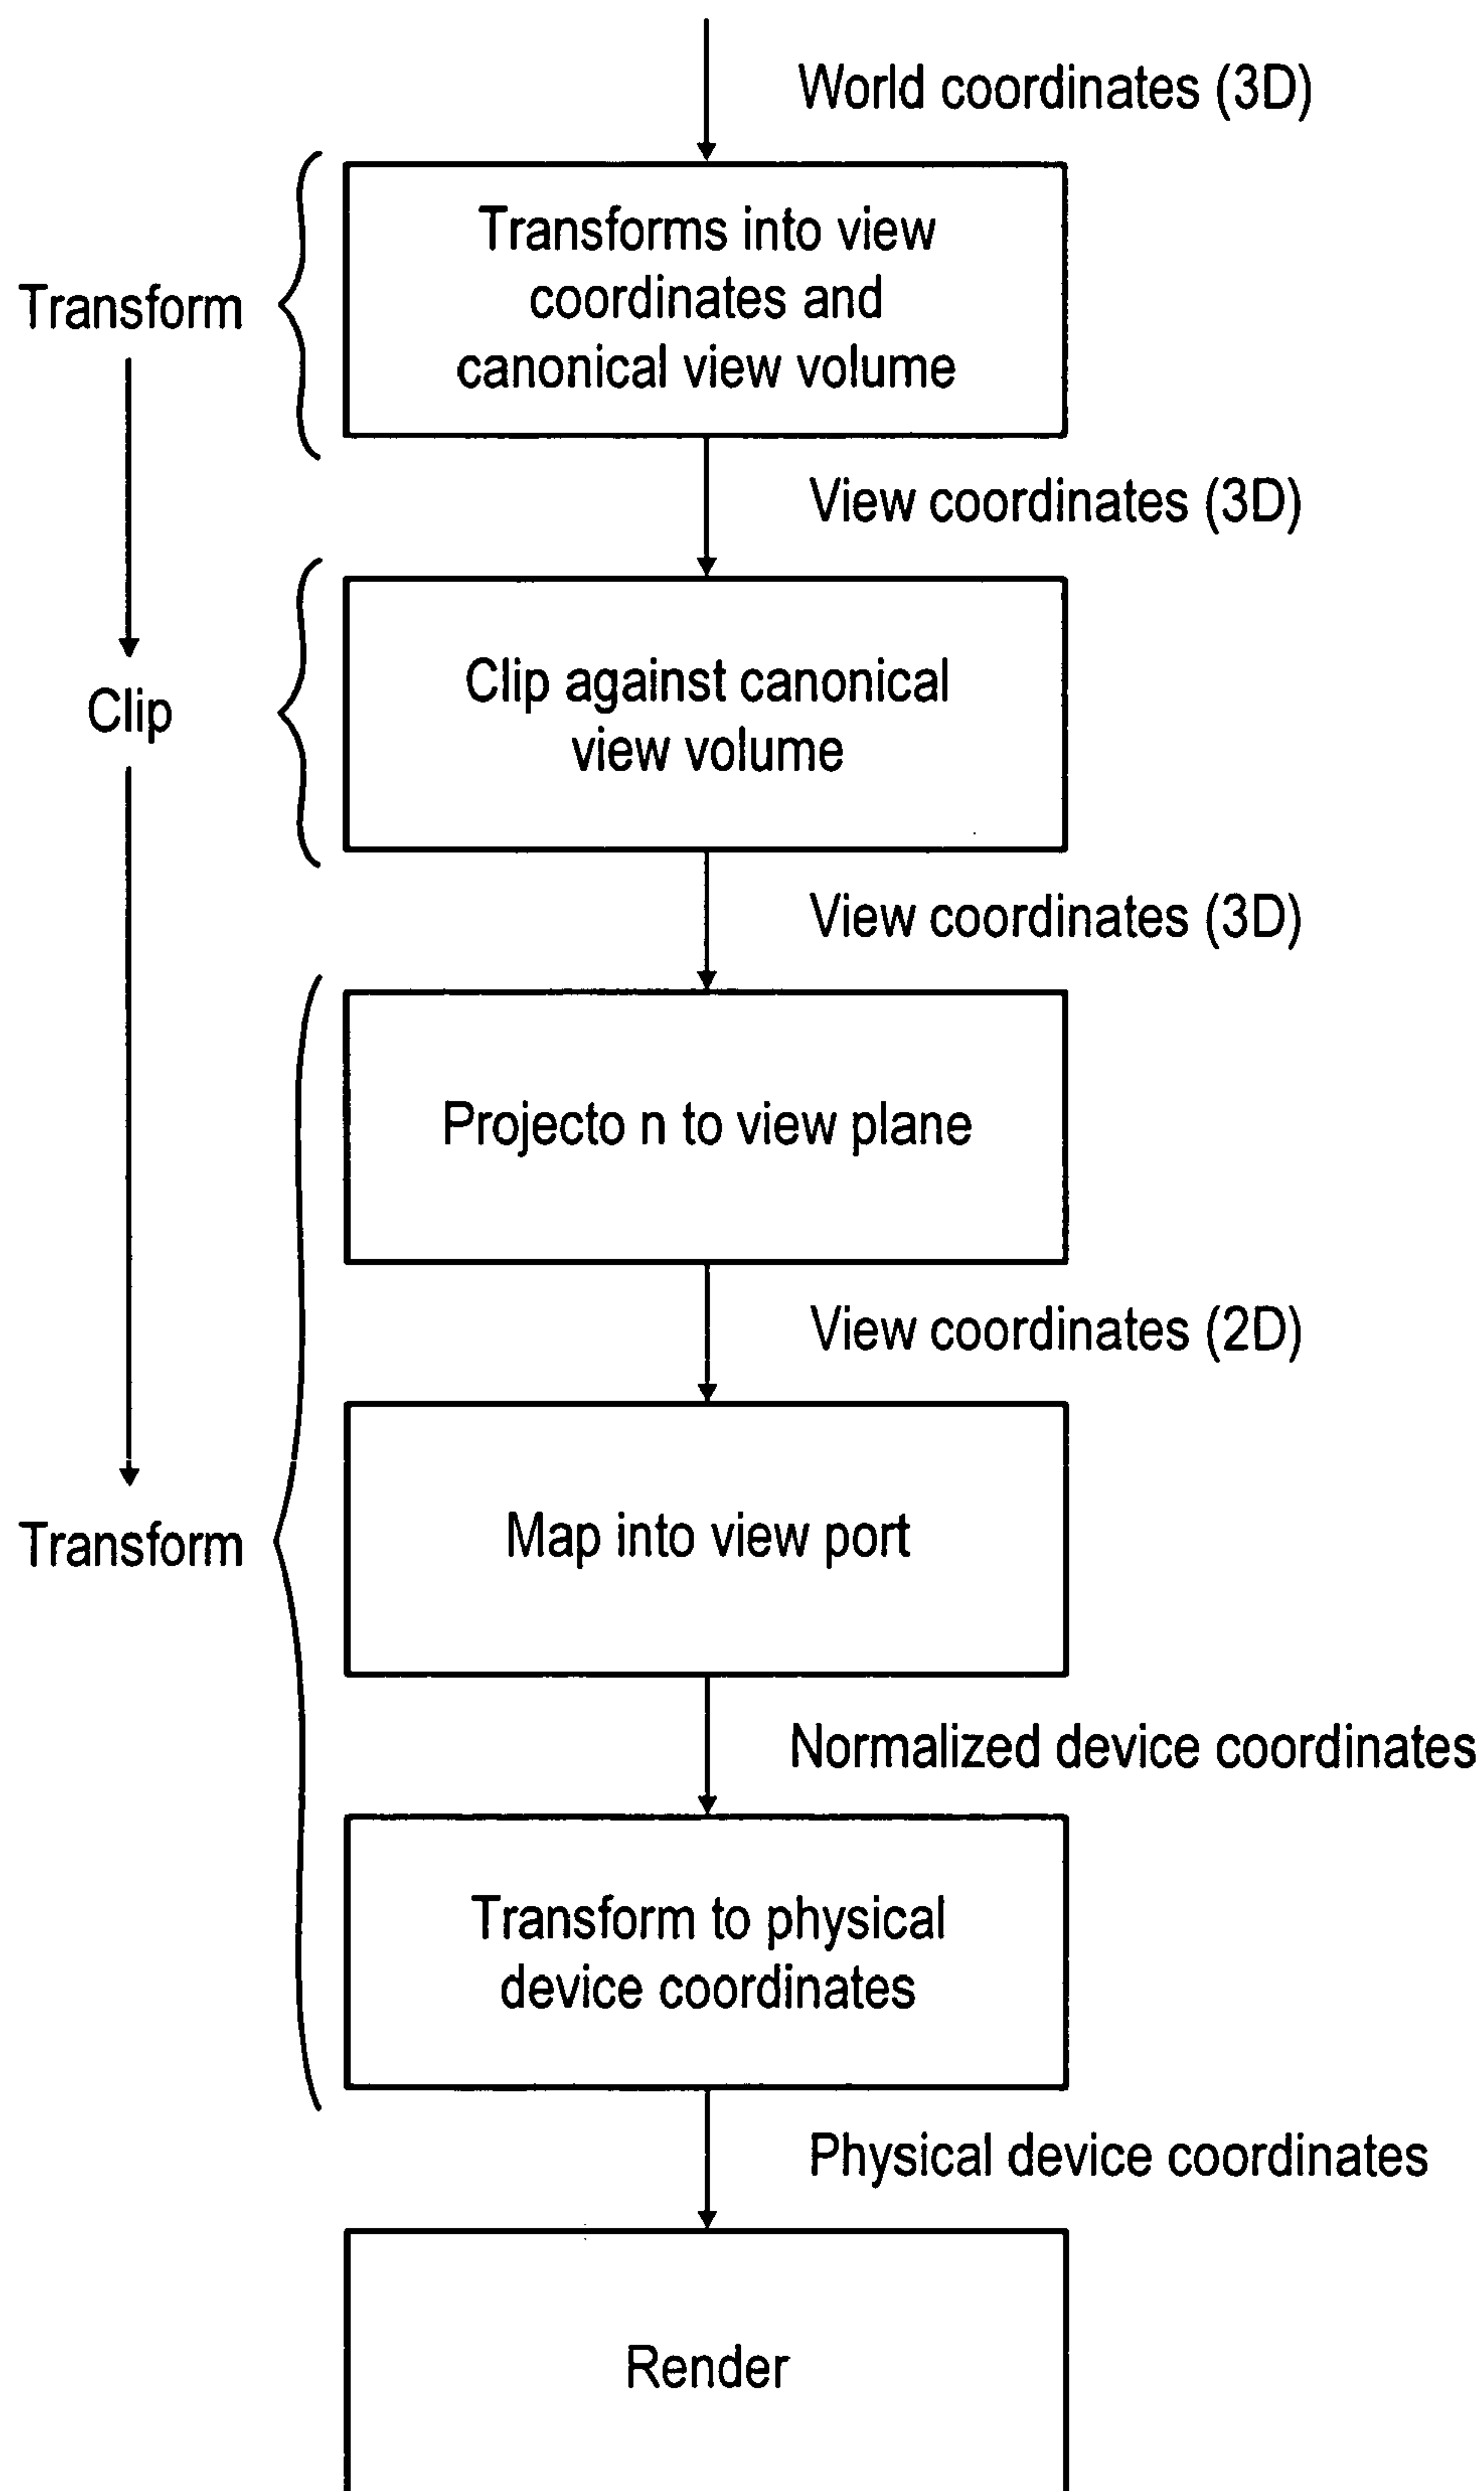 World coordinates (3D)
Transforms into view
coordinates and
canonical view volume
Transform
View coordinates (3D)
Clip against canonical
view volume
Clip
View coordinates (3D)
Projecto n to view plane
View coordinates (2D)
Map into view port
Transform
Normalized device coordinates
Transform to physical
device coordinates
Physical device coordinates
Render